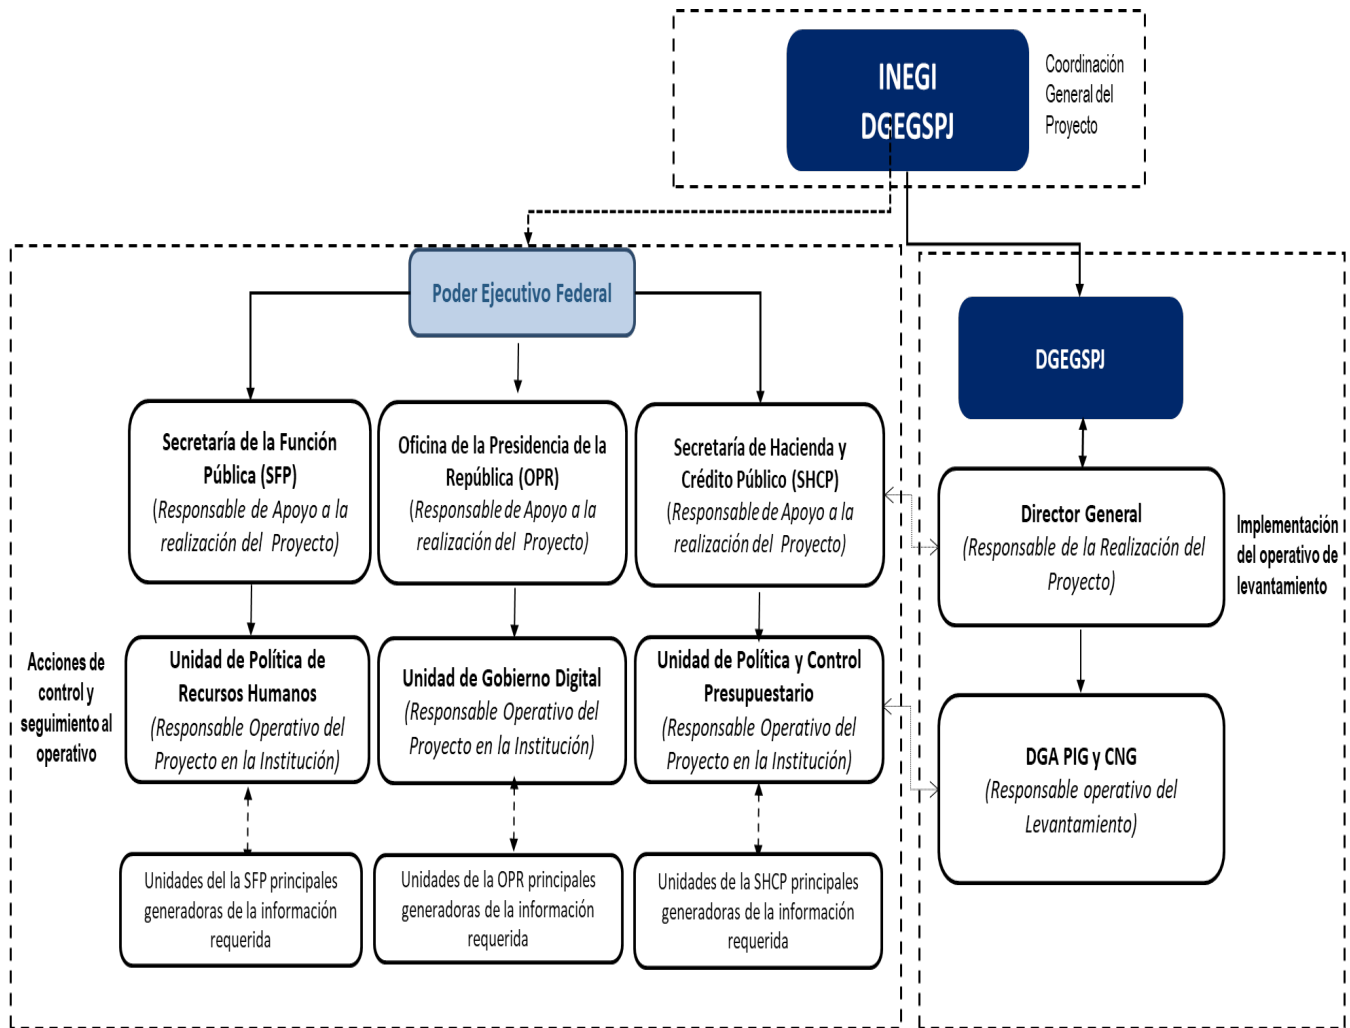 INEGI
DGEGSPJ
Coordinación
General del
Proyecto
Poder Ejecutivo Federal
DGEGSPJ
Secretaría de la Función
Pública (SFP)
(Responsable de Apoyo a la
realización del Proyecto)
Oficina de la Presidencia de la
República (OPR)
(Responsable de Apoyo a la
realización del Proyecto)
Secretaría de Hacienda y
Crédito Público (SHCP)
(Responsable de Apoyo a la
realización del Proyecto)
Director General
(Responsable de la Realización del
Proyecto)
Implementación
del operativo de
levantamiento
Acciones de
control y
seguimiento al
operativo
Unidad de Política de
Recursos Humanos
(Responsable Operativo del
Proyecto en la Institución)
Unidad de Gobierno Digital
(Responsable Operativo del
Proyecto en la Institución)
Unidad de Política y Control
Presupuestario
(Responsable Operativo del
Proyecto en la Institución)
DGA PIG y CNG
(Responsable operativo del
Levantamiento)
Unidades del la SFP principales
generadoras de la información
requerida
Unidades de la OPR principales
generadoras de la información
requerida
Unidades de la SHCP principales
generadoras de la información
requerida